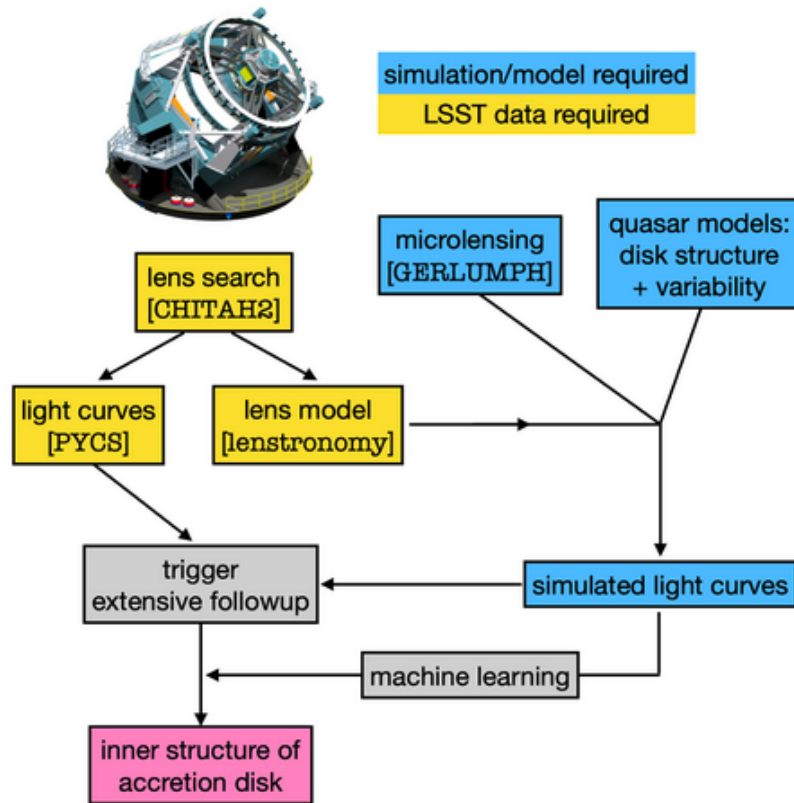 simulation/model required
LSST data required
microlensing
[GERLUMPH]
quasar models:
disk structure
+ variability
lens search
[CHITAH2]
light curves
[PYCS]
lens model
[lenstronomy]
trigger
extensive followup
simulated light curves
machine learning
inner structure of
accretion disk